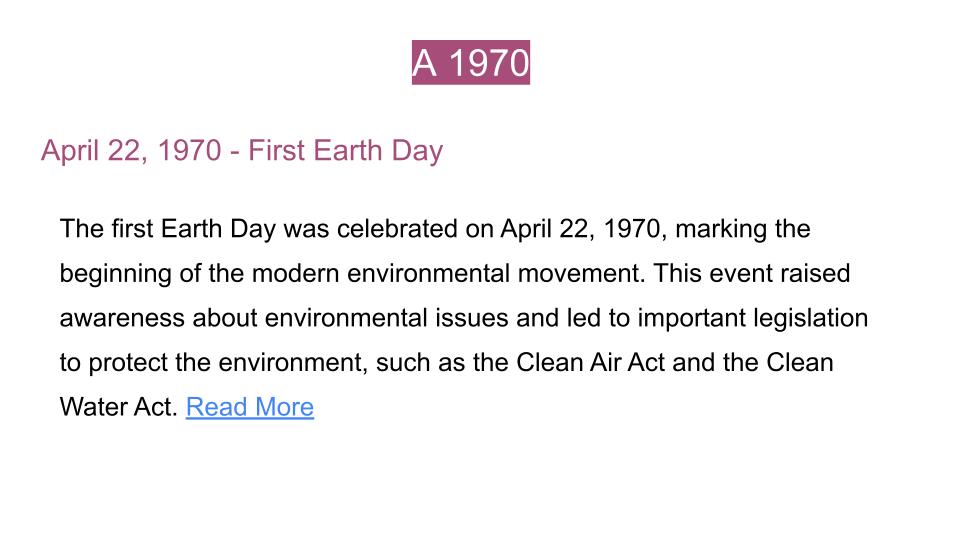 A 1970
April 22, 1970 - First Earth Day
The first Earth Day was celebrated on April 22, 1970, marking the
beginning of the modern environmental movement. This event raised
awareness about environmental issues and led to important legislation
to protect the environment, such as the Clean Air Act and the Clean
Water Act. Read More